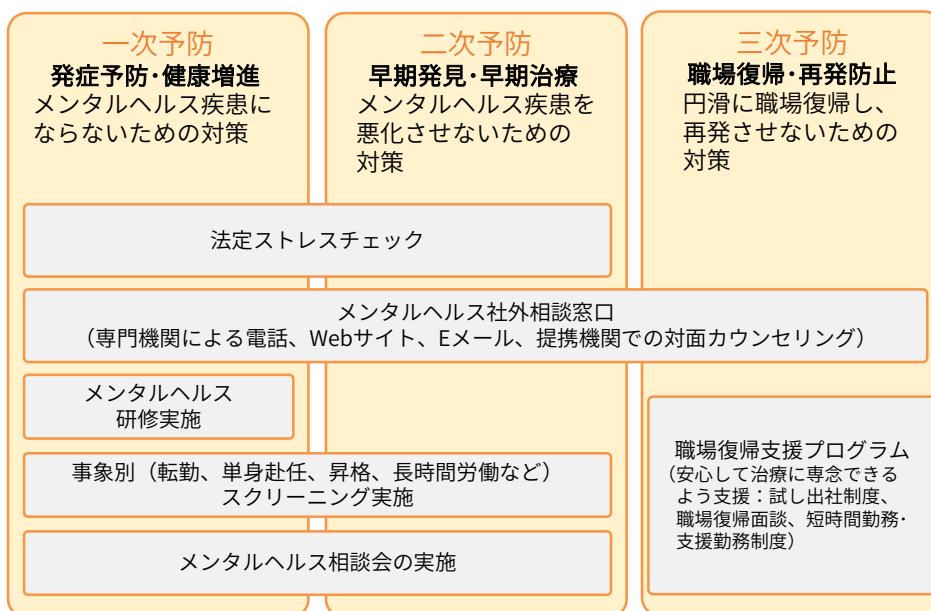 一次予防
発症予防・健康増進
メンタルヘルス疾患に
ならないための対策
二次予防
早期発見・早期治療
メンタルヘルス疾患を
悪化させないための
対策
三次予防
職場復帰・再発防止
円滑に職場復帰し、
再発させないための
対策
法定ストレスチェック
メンタルヘルス社外相談窓口
（専門機関による電話、Webサイト、Eメール、提携機関での対面カウンセリング）
メンタルヘルス
研修実施
事象別（転勤、単身赴任、昇格、長時間労働など）
スクリーニング実施
メンタルヘルス相談会の実施
職場復帰支援プログラム
（安心して治療に専念できる
よう支援：試し出社制度、
職場復帰面談、短時間勤務・
支援勤務制度）